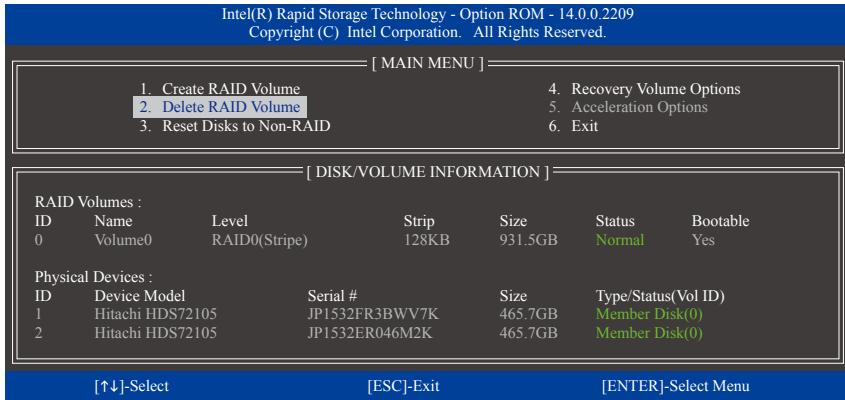 Intel(R) Rapid Storage Technology - Option ROM - 14.0.0.2209
Copyright (C) Intel Corporation. All Rights Reserved.
[ MAIN MENU ]
1. Create RAID Volume 4. Recovery Volume Options
2. Delete RAID Volume 5. Acceleration Options
3. Reset Disks to Non-RAID 6. Exit
[ DISK/VOLUME INFORMATION ]
RAID Volumes :
ID Name Level Strip Size Status Bootable
0 Volume0 RAID0(Stripe) 128KB 931.5GB Normal Yes
Physical Devices :
ID Device Model Serial # Size Type/Status(Vol ID)
1 Hitachi HDS72105 JP1532FR3BWV7K 465.7GB Member Disk(0)
2 Hitachi HDS72105 JP1532ER046M2K 465.7GB Member Disk(0)
[↑↓]-Select [ESC]-Exit [ENTER]-Select Menu